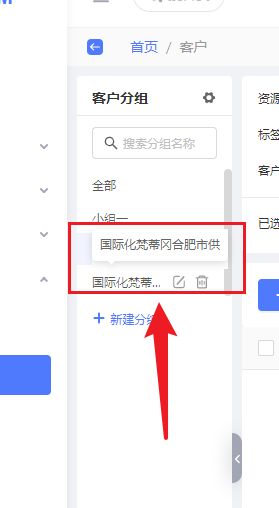 首页 / 客户
客户分组
搜索分组名称
全部
小组一
国际化梵蒂冈合肥市供
国际化梵蒂...
新建分组
资源
标签
客户
已选